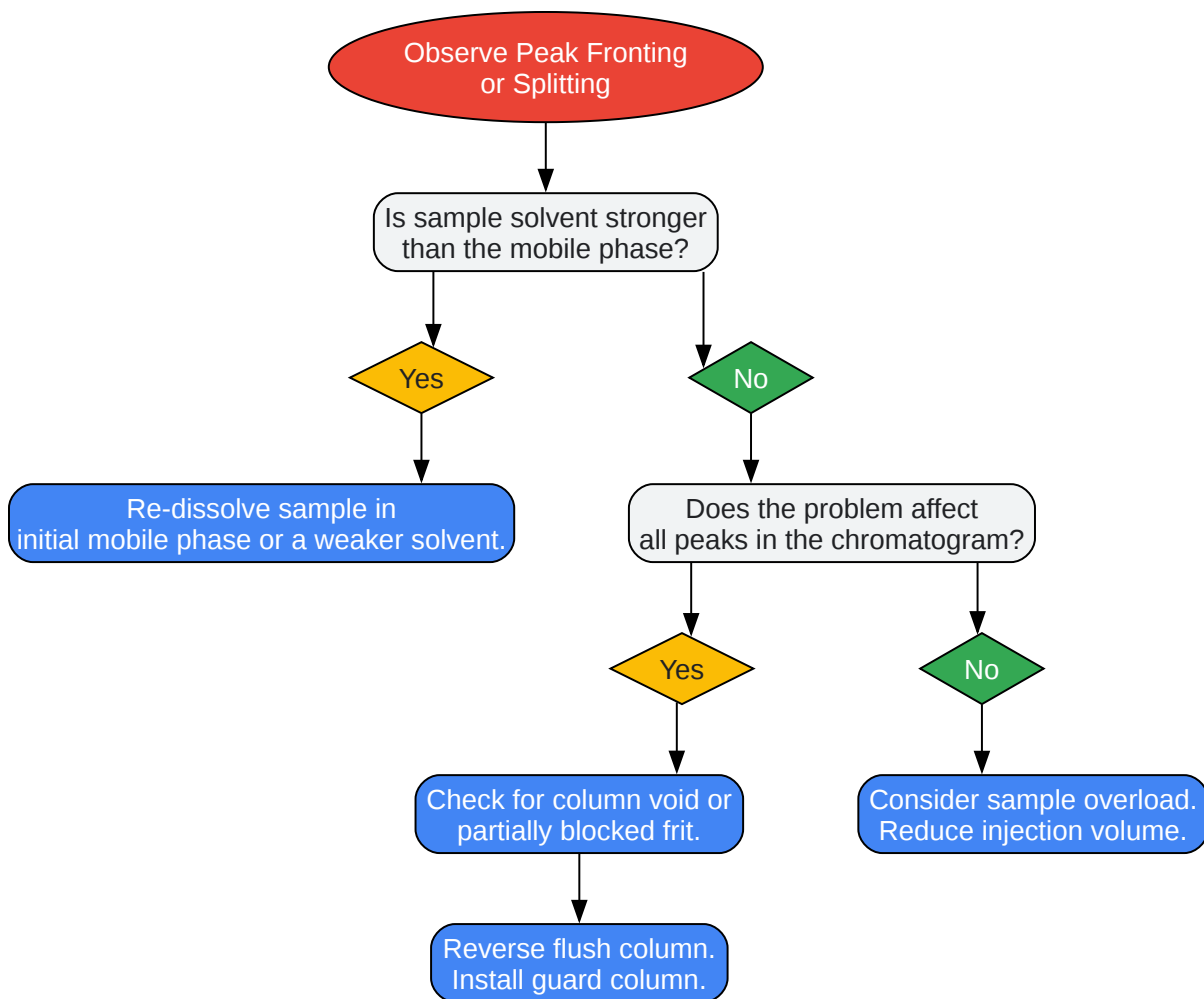 Observe Peak Fronting
or Splitting
Is sample solvent stronger
than the mobile phase?
Yes
No
Re-dissolve sample in
initial mobile phase or a weaker solvent.
Does the problem affect
all peaks in the chromatogram?
Yes
No
Check for column void or
partially blocked frit.
Consider sample overload.
Reduce injection volume.
Reverse flush column.
Install guard column.